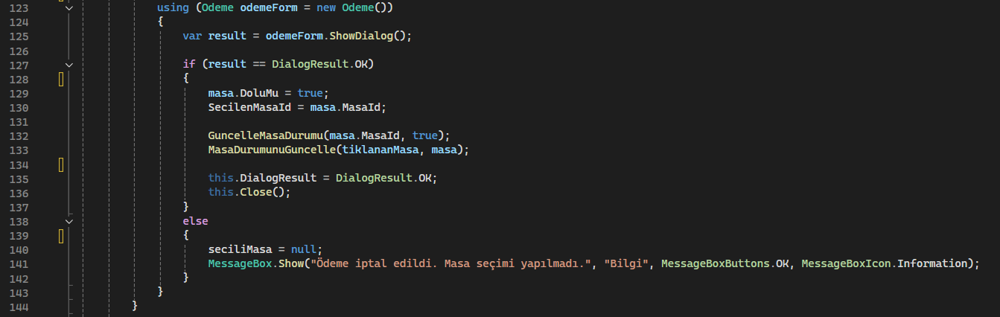 123 using (Odeme odemeForm = new Odeme())
124 {
125 var result = odemeForm.ShowDialog();
126
127 if (result == DialogResult.OK)
128 {
129 masa.DoluMu = true;
130 SecilenMasaId = masa.MasaId;
131
132 GuncelleMasaDurumu(masa.MasaId, true);
133 MasaDurumunuGuncelle(tiklananMasa, masa);
134
135 this.DialogResult = DialogResult.OK;
136 this.Close();
137 }
138 else
139 {
140 seciliMasa = null;
141 MessageBox.Show("Ödeme iptal edildi. Masa seçimi yapılmadı.", "Bilgi", MessageBoxButtons.OK, MessageBoxIcon.Information);
142 }
143 }
144 }